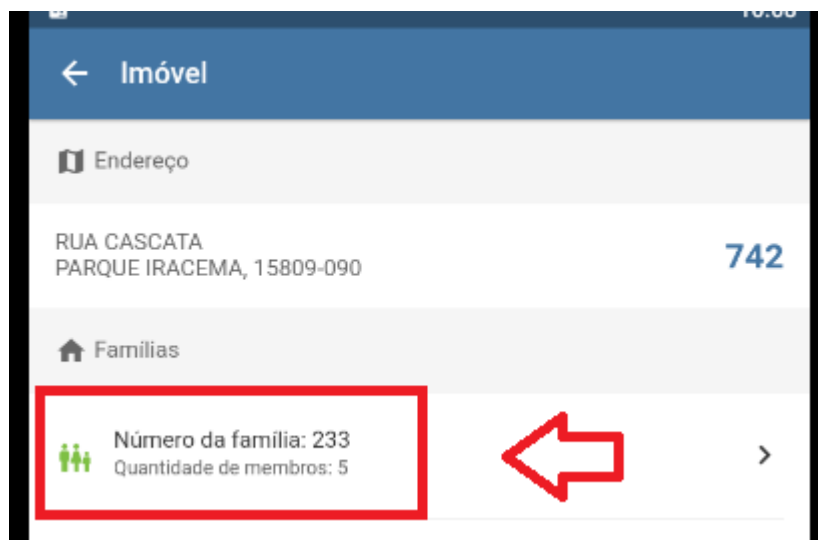 Imóvel
Endereço
RUA CASCATA
PARQUE IRACEMA, 15809-090
742
Famílias
Número da família: 233
Quantidade de membros: 5